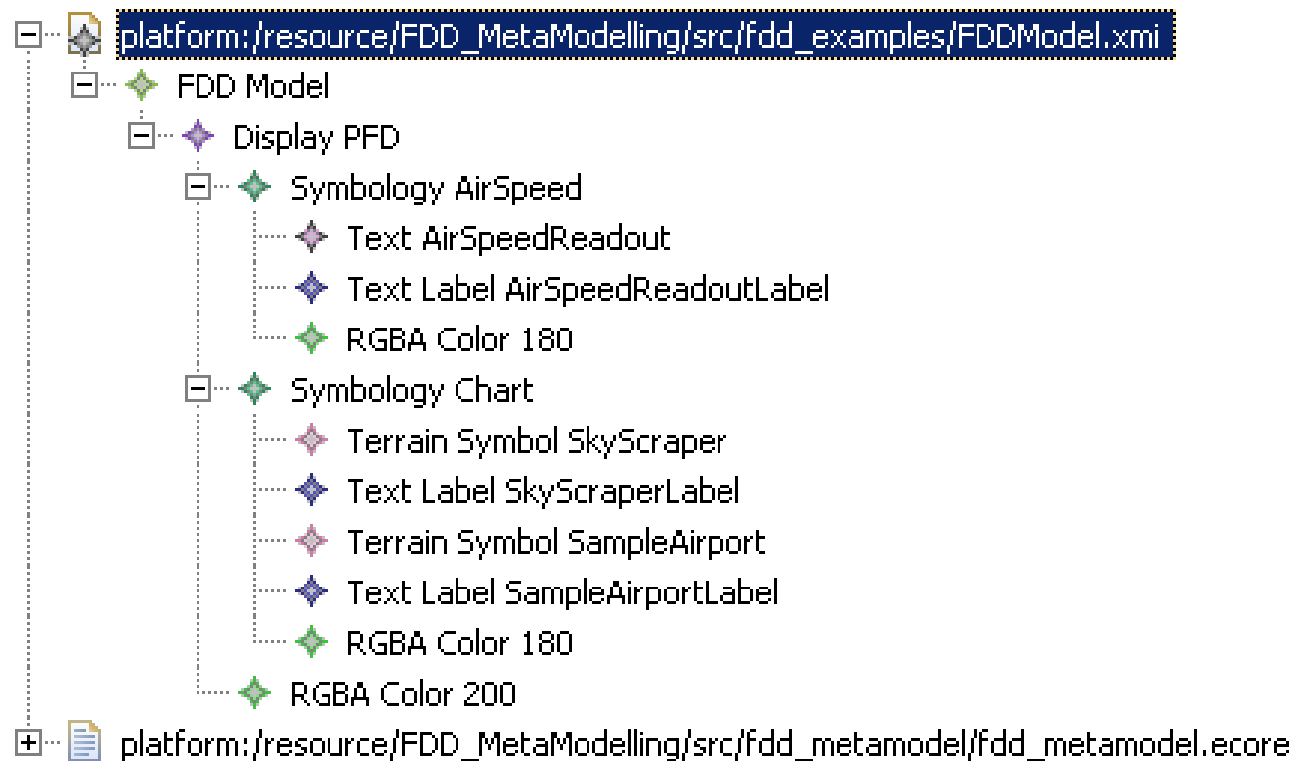 platform:/resource/FDD_MetaModelling/src/fdd_examples/FDDModel.xmi
FDD Model
Display PFD
Symbology AirSpeed
Text AirSpeedReadout
Text Label AirSpeedReadoutLabel
RGBA Color 180
Symbology Chart
Terrain Symbol SkyScraper
Text Label SkyScraperLabel
Terrain Symbol SampleAirport
Text Label SampleAirportLabel
RGBA Color 180
RGBA Color 200
platform:/resource/FDD_MetaModelling/src/fdd_metamodel/fdd_metamodel.ecore